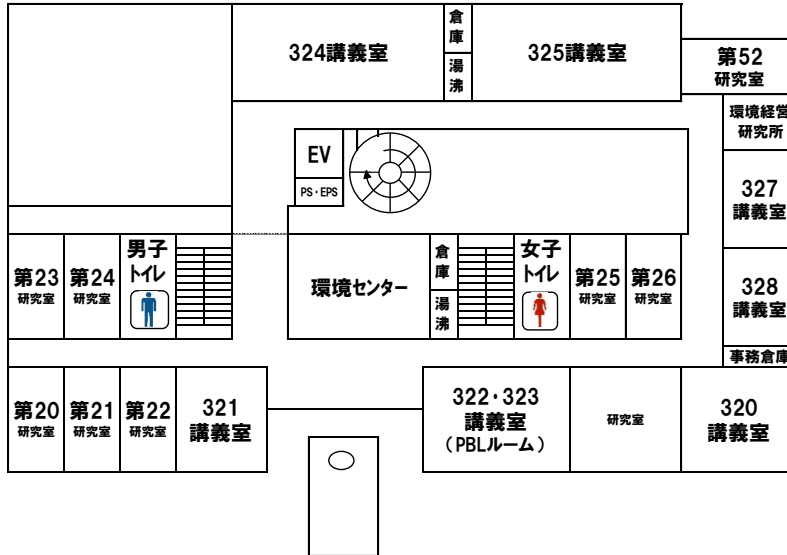 324講義室
倉庫
湯沸
325講義室
第52
研究室
環境経営
研究所
EV
PS・EPS
327
講義室
第23
研究室
第24
研究室
男子
トイレ
環境センター
倉庫
湯沸
女子
トイレ
第25
研究室
第26
研究室
328
講義室
事務倉庫
第20
研究室
第21
研究室
第22
研究室
321
講義室
322・323
講義室
(PBLルーム)
研究室
320
講義室